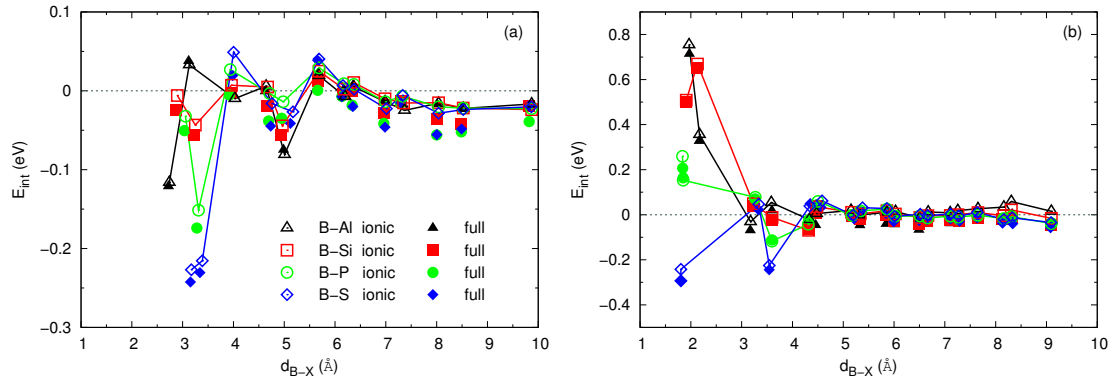 (a)
0.1
0.05
0
−0.1
−0.2
−0.3
E_int (eV)
B−Al ionic full
B−Si ionic full
B−P ionic full
B−S ionic full
1 2 3 4 5 6 7 8 9 10
d_B−X (Å)
(b)
0.8
0.6
0.4
0.2
0
−0.2
−0.4
E_int (eV)
0 1 2 3 4 5 6 7 8 9 10
d_B−X (Å)